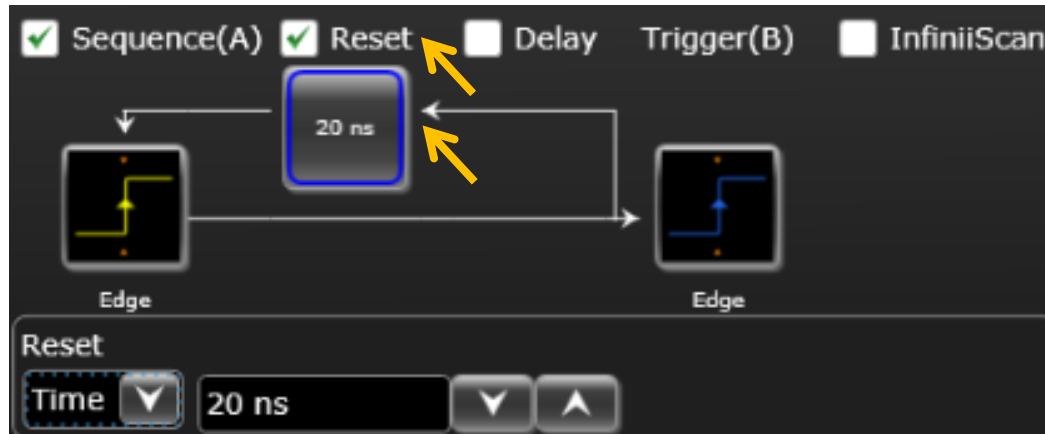 Sequence(A) Reset Delay Trigger(B) InfiniiScan
20 ns
Edge Edge
Reset
Time 20 ns